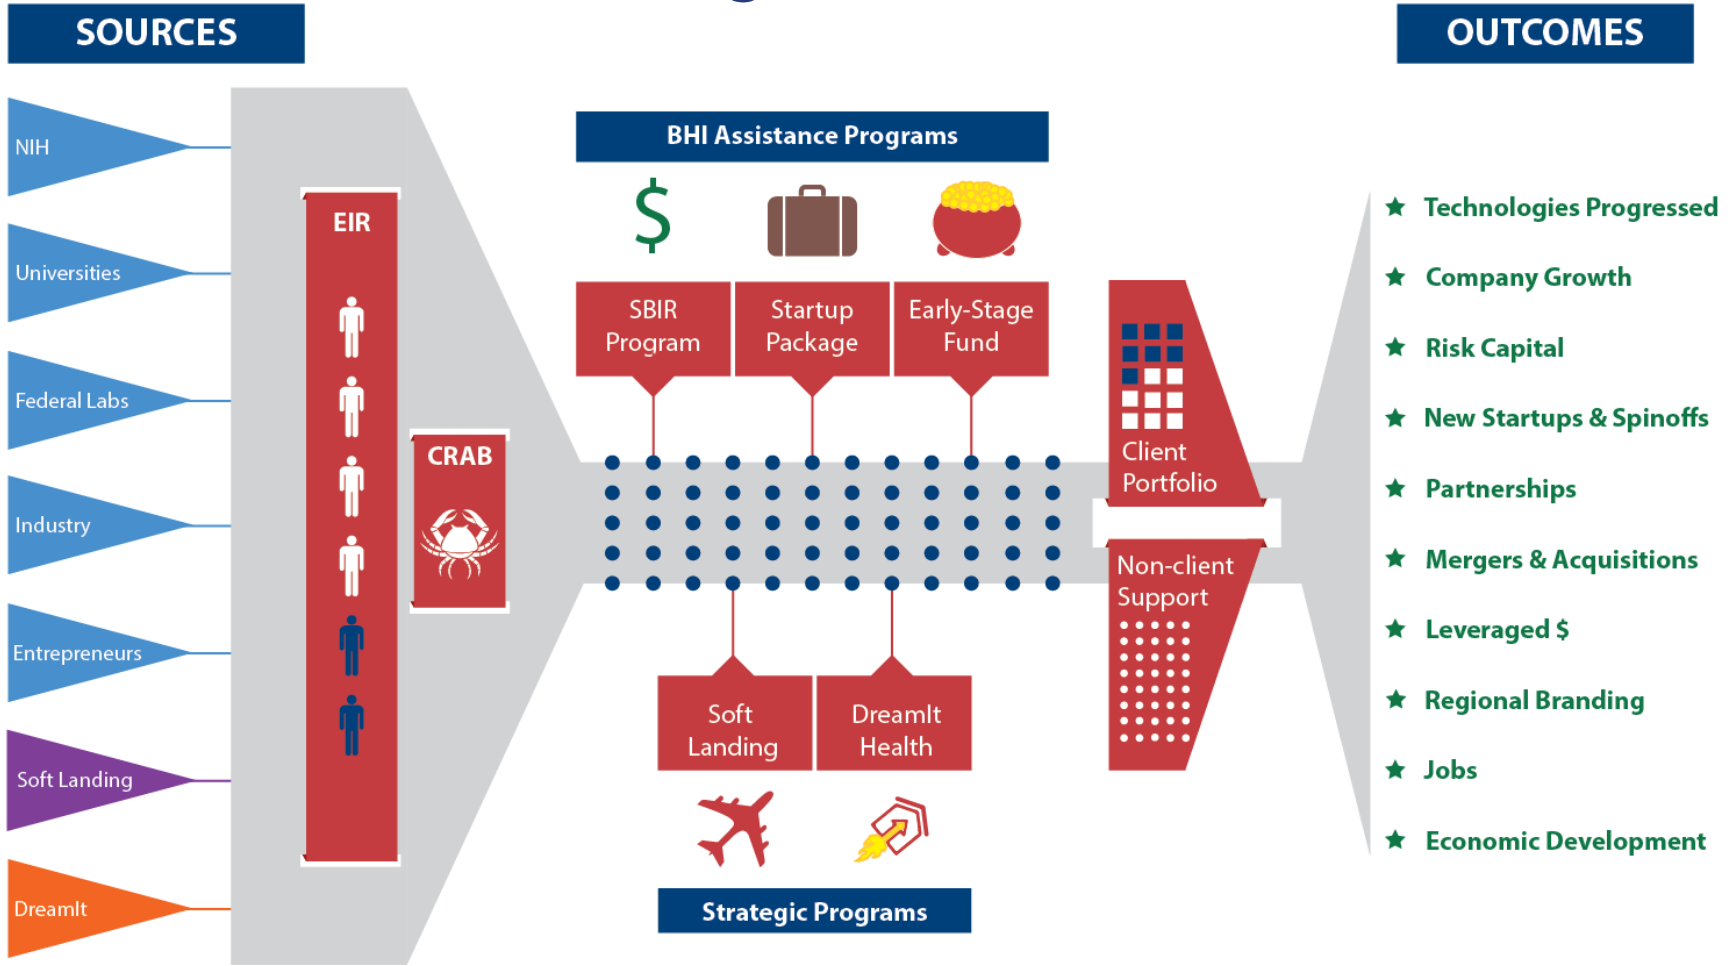 SOURCES
OUTCOMES
NIH
Universities
Federal Labs
Industry
Entrepreneurs
Soft Landing
DreamIt
EIR
CRAB
BHI Assistance Programs
SBIR
Program
Startup
Package
Early-Stage
Fund
Soft
Landing
DreamIt
Health
Strategic Programs
Client
Portfolio
Non-client
Support
Technologies Progressed
Company Growth
Risk Capital
New Startups & Spinoffs
Partnerships
Mergers & Acquisitions
Leveraged $
Regional Branding
Jobs
Economic Development